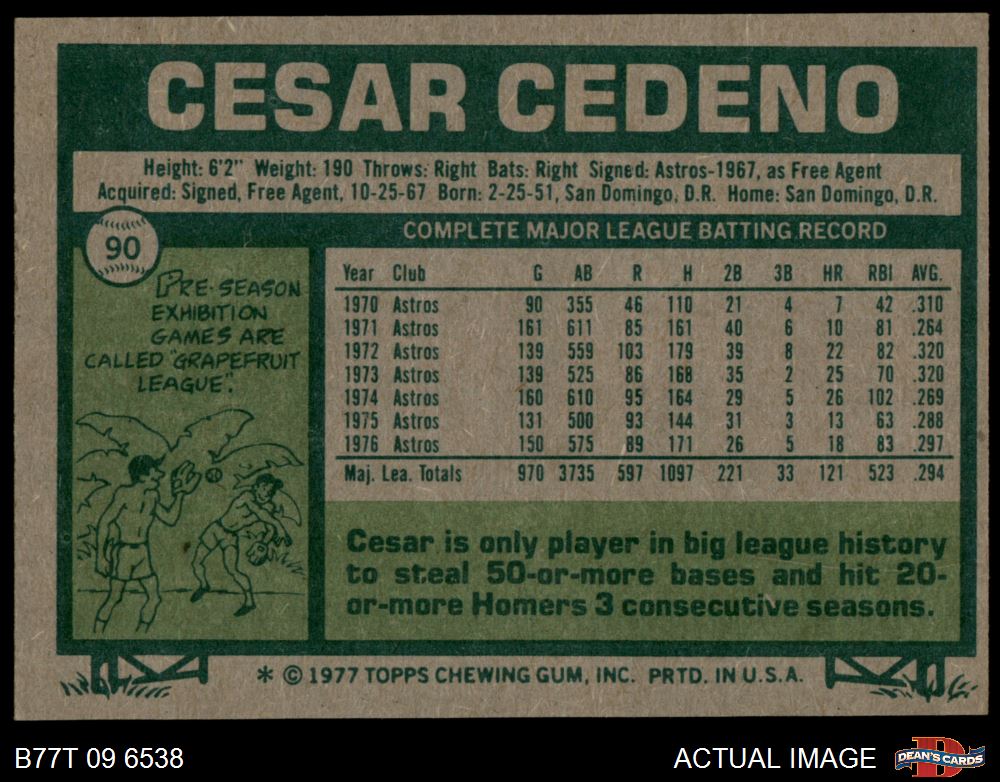 CESAR CEDENO
Height: 6'2" Weight: 190 Throws: Right Bats: Right Signed: Astros-1967, as Free Agent
Acquired: Signed, Free Agent, 10-25-67 Born: 2-25-51, San Domingo, D.R. Home: San Domingo, D.R.
90
PRE-SEASON
EXHIBITION
GAMES ARE
CALLED "GRAPEFRUIT
LEAGUE".
COMPLETE MAJOR LEAGUE BATTING RECORD
Year Club G AB R H 2B 3B HR RBI AVG.
1970 Astros 90 355 46 110 21 4 7 42 .310
1971 Astros 161 611 85 161 40 6 10 81 .264
1972 Astros 139 559 103 179 39 8 22 82 .320
1973 Astros 139 525 86 168 35 2 25 70 .320
1974 Astros 160 610 95 164 29 5 26 102 .269
1975 Astros 131 500 93 144 31 3 13 63 .288
1976 Astros 150 575 89 171 26 5 18 83 .297
Maj. Lea. Totals 970 3735 597 1097 221 33 121 523 .294
Cesar is only player in big league history
to steal 50-or-more bases and hit 20-
or-more Homers 3 consecutive seasons.
* © 1977 TOPPS CHEWING GUM, INC. PRTD. IN U.S.A.
B77T 09 6538
ACTUAL IMAGE
D
DEAN'S CARDS